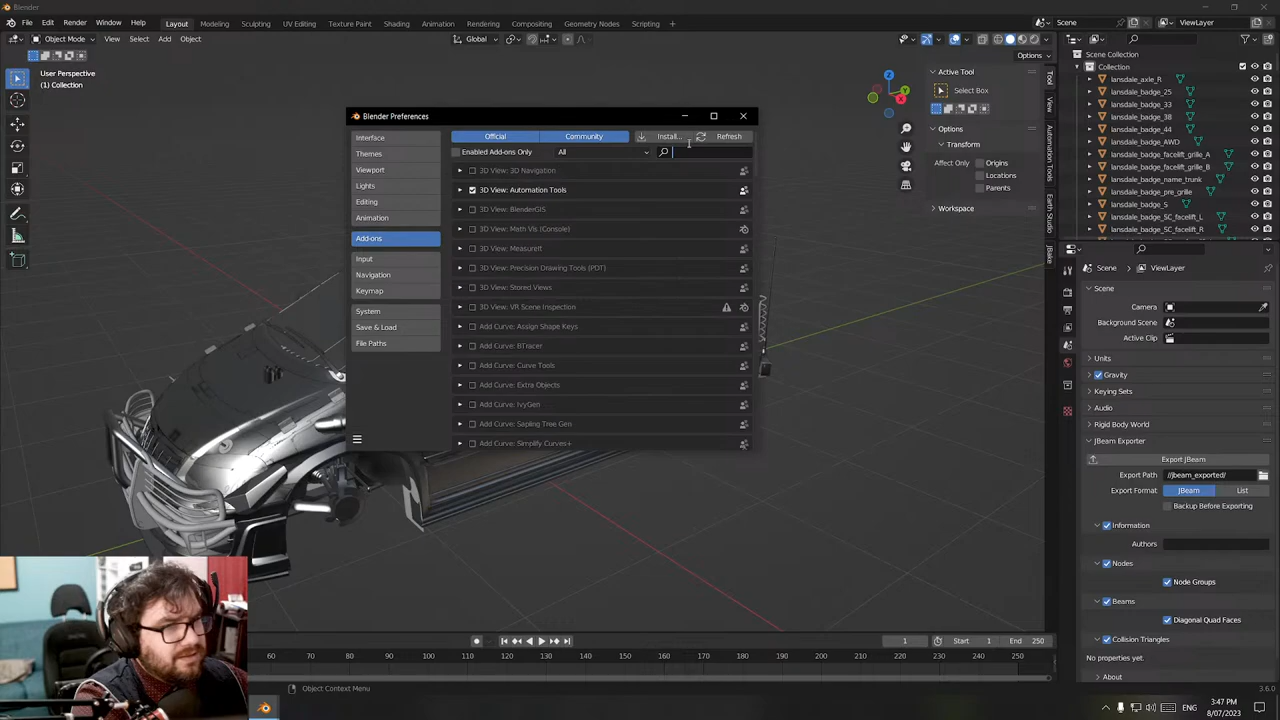 Blender
File Edit Render Window Help Layout Modeling Sculpting UV Editing Texture Paint Shading Animation Rendering Compositing Geometry Nodes Scripting + Scene ViewLayer
Object Mode View Select Add Object Global
Options
User Perspective
(1) Collection
Z
Y
X
Active Tool
Select Box
Options
Transform
Affect Only Origins
Locations
Parents
Workspace
Tool
View
Automation Tools
Earth Studio
JBake
Blender Preferences
Interface
Themes
Viewport
Lights
Editing
Animation
Add-ons
Input
Navigation
Keymap
System
Save & Load
File Paths
Official Community Install... Refresh
Enabled Add-ons Only All
3D View: 3D Navigation
3D View: Automation Tools
3D View: BlenderGIS
3D View: Math Vis (Console)
3D View: MeasureIt
3D View: Precision Drawing Tools (PDT)
3D View: Stored Views
3D View: VR Scene Inspection
Add Curve: Assign Shape Keys
Add Curve: BTracer
Add Curve: Curve Tools
Add Curve: Extra Objects
Add Curve: IvyGen
Add Curve: Sapling Tree Gen
Add Curve: Simplify Curves+
Scene Collection
Collection
lansdale_axle_R
lansdale_badge_25
lansdale_badge_33
lansdale_badge_38
lansdale_badge_44
lansdale_badge_AWD
lansdale_badge_facelift_grille_A
lansdale_badge_facelift_grille_B
lansdale_badge_name_trunk
lansdale_badge_pre_grille
lansdale_badge_S
lansdale_badge_SC_facelift_L
lansdale_badge_SC_facelift_R
Scene ViewLayer
Scene
Camera
Background Scene
Active Clip
Units
Gravity
Keying Sets
Audio
Rigid Body World
JBeam Exporter
Export JBeam
Export Path //jbeam_exported/
Export Format JBeam List
Backup Before Exporting
Information
Authors
Nodes
Node Groups
Beams
Diagonal Quad Faces
Collision Triangles
No properties yet.
About
1 Start 1 End 250
60 70 80 90 100 110 120 130 140 150 160 170 180 190 200 210 220 230 240 250
Object Context Menu
3.6.0
3:47 PM
8/07/2023